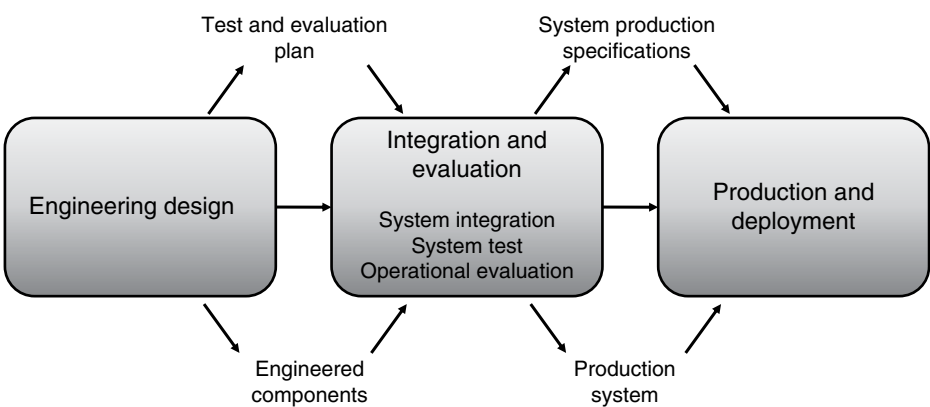 Test and evaluation
plan
System production
specifications
Engineering design
Integration and
evaluation
System integration
System test
Operational evaluation
Production and
deployment
Engineered
components
Production
system